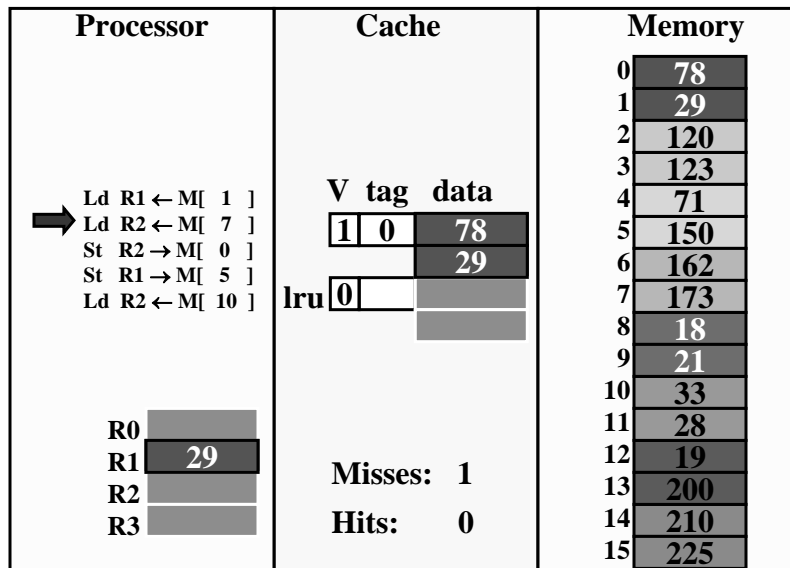 Processor
Ld R1 ← M[ 1 ]
Ld R2 ← M[ 7 ]
St R2 → M[ 0 ]
St R1 → M[ 5 ]
Ld R2 ← M[ 10 ]
R0
R1 29
R2
R3
Cache
V tag data
1 0 78
29
lru 0
Misses: 1
Hits: 0
Memory
0 78
1 29
2 120
3 123
4 71
5 150
6 162
7 173
8 18
9 21
10 33
11 28
12 19
13 200
14 210
15 225